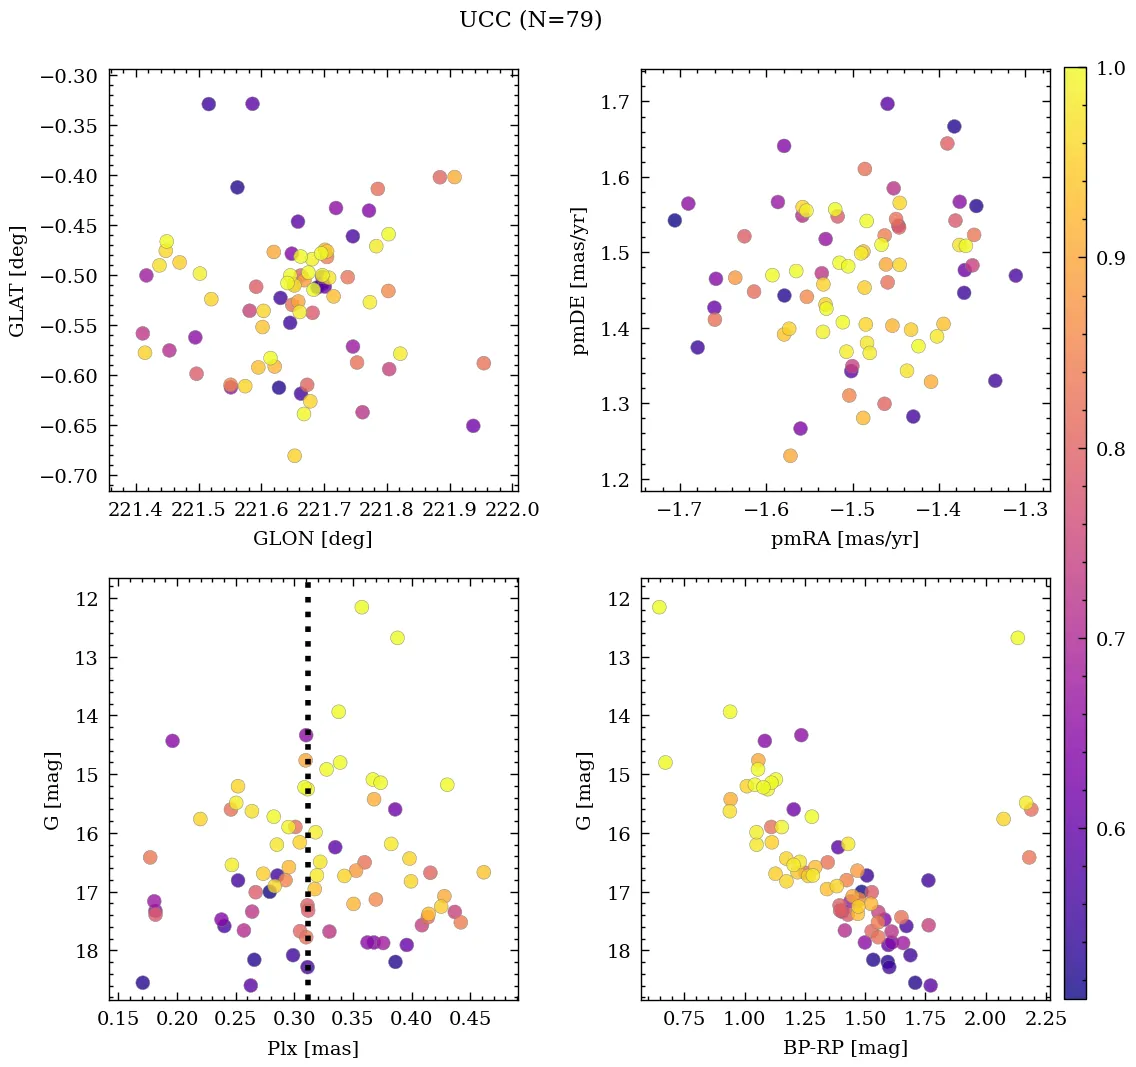 UCC (N=79)
−0.30
−0.35
−0.40
−0.45
−0.50
−0.55
−0.60
−0.65
−0.70
GLAT [deg]
221.4 221.5 221.6 221.7 221.8 221.9 222.0
GLON [deg]
1.7
1.6
1.5
1.4
1.3
1.2
pmDE [mas/yr]
−1.7 −1.6 −1.5 −1.4 −1.3
pmRA [mas/yr]
12
13
14
15
16
17
18
G [mag]
0.15 0.20 0.25 0.30 0.35 0.40 0.45
Plx [mas]
12
13
14
15
16
17
18
G [mag]
0.75 1.00 1.25 1.50 1.75 2.00 2.25
BP-RP [mag]
1.0
0.9
0.8
0.7
0.6